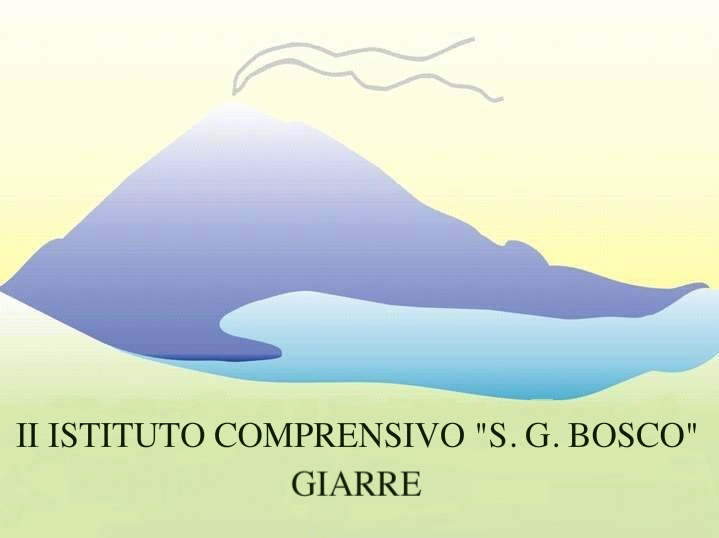 II ISTITUTO COMPRENSIVO "S. G. BOSCO"
GIARRE